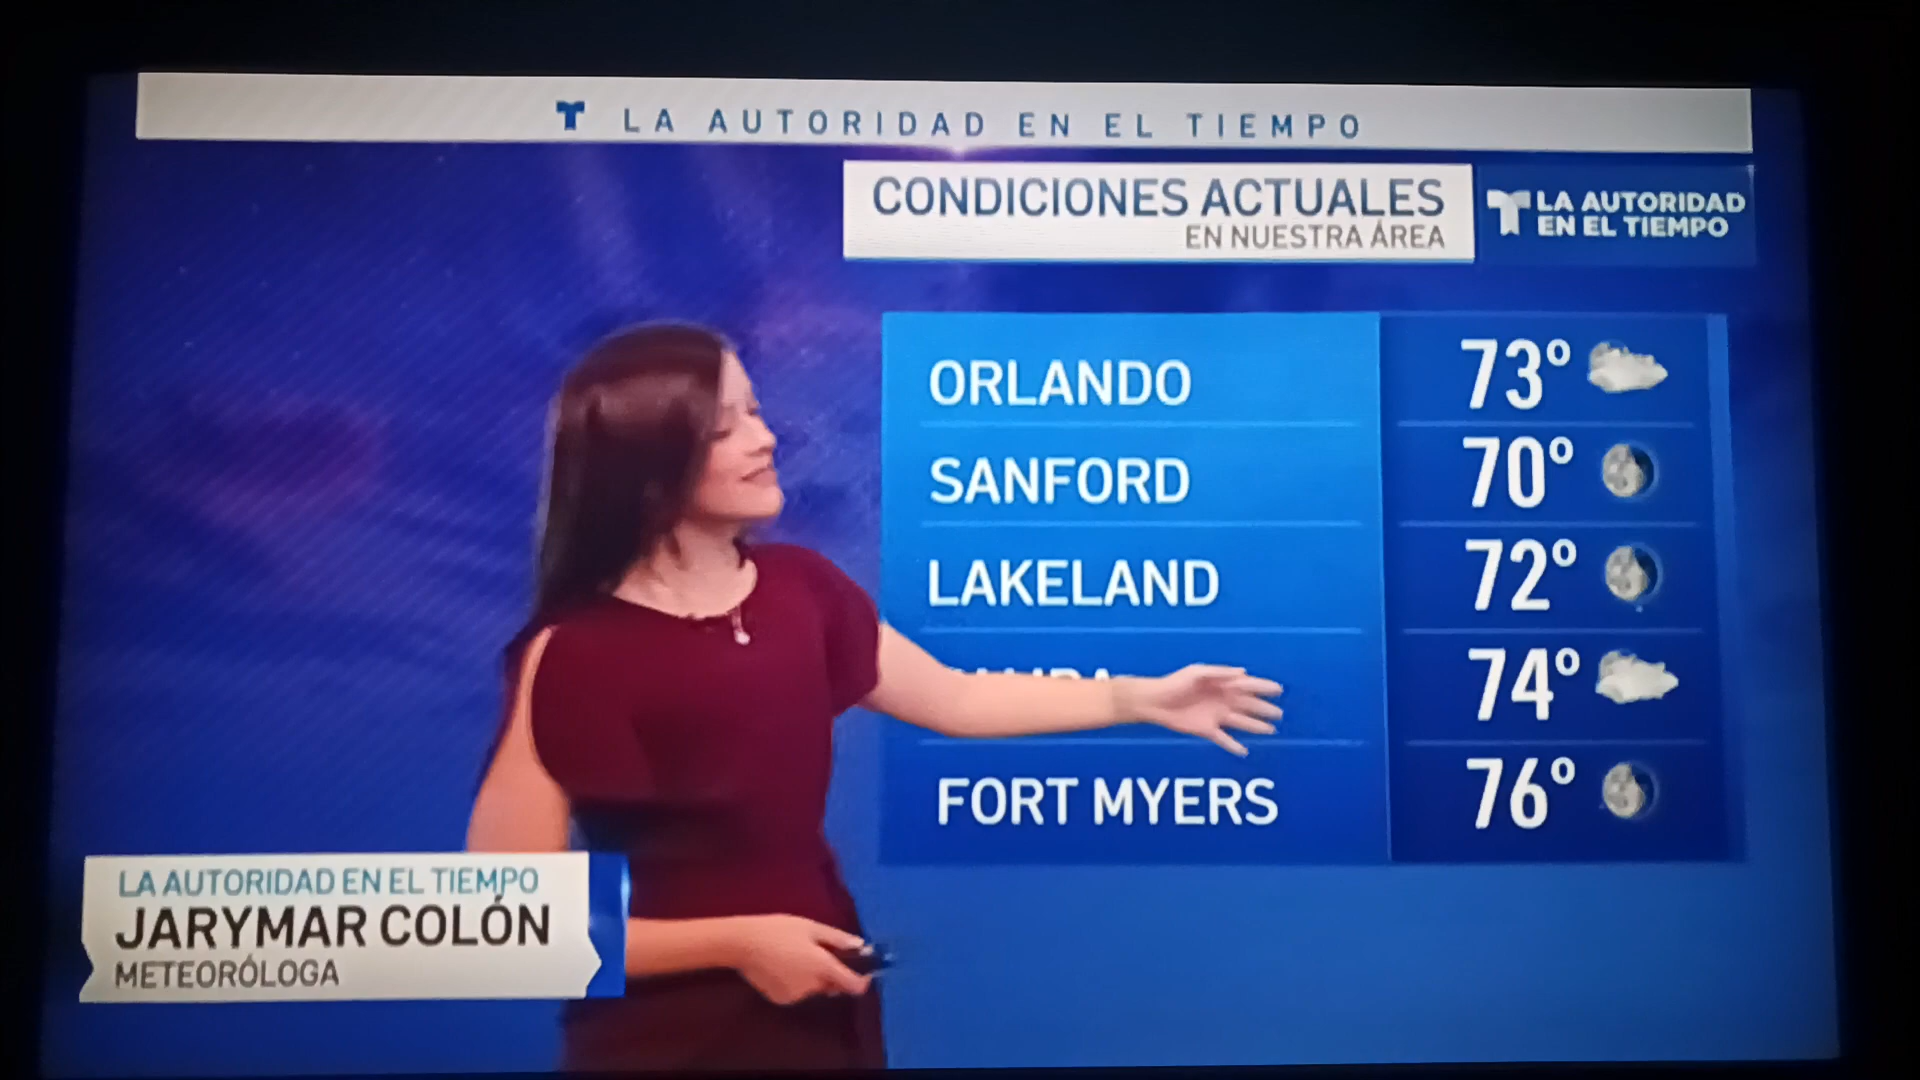 LA AUTORIDAD EN EL TIEMPO
CONDICIONES ACTUALES
EN NUESTRA ÁREA
LA AUTORIDAD
EN EL TIEMPO
ORLANDO 73°
SANFORD 70°
LAKELAND 72°
74°
FORT MYERS 76°
LA AUTORIDAD EN EL TIEMPO
JARYMAR COLÓN
METEORÓLOGA